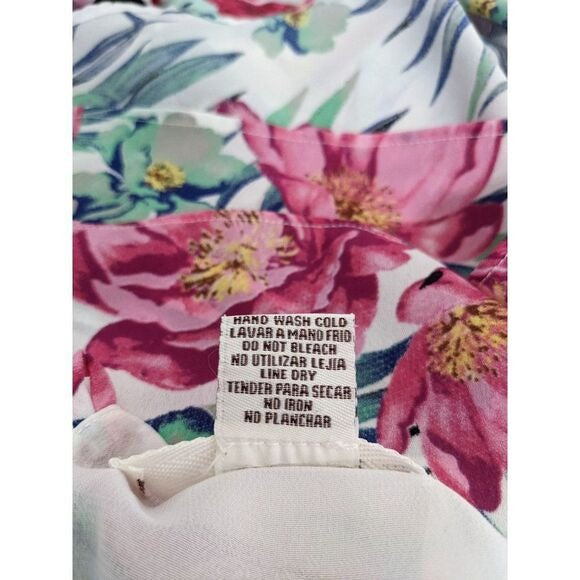 HAND WASH COLD
LAVAR A MANO FRIO
DO NOT BLEACH
NO UTILIZAR LEJIA
LINE DRY
TENDER PARA SECAR
NO IRON
NO PLANCHAR